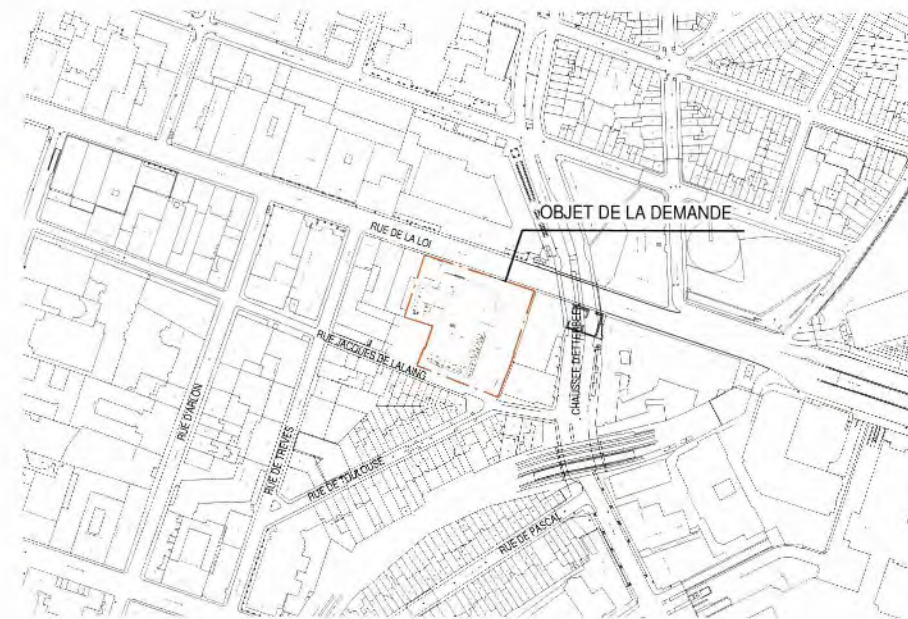 OBJET DE LA DEMANDE
RUE DE LA LOI
RUE JACQUES DE LALAING
CHAUSSEE D'ETTERBEEK
RUE D'ARLON
RUE DE TREVES
RUE DE TOULOUSE
RUE DE PASCAL